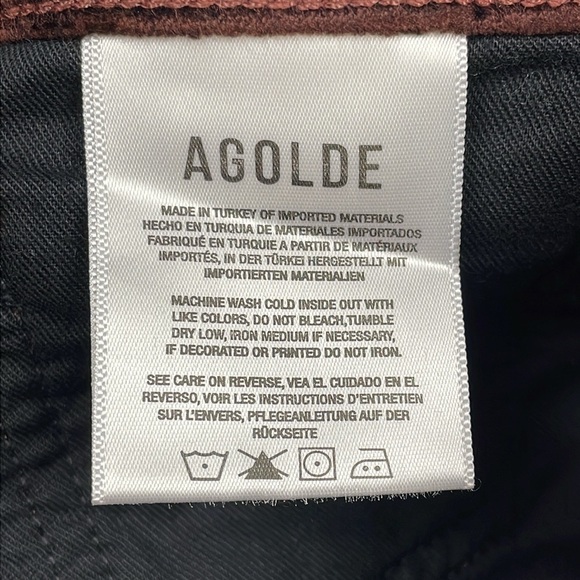 AGOLDE
MADE IN TURKEY OF IMPORTED MATERIALS
HECHO EN TURQUIA DE MATERIALES IMPORTADOS
FABRIQUÉ EN TURQUIE A PARTIR DE MATÉRIAUX
IMPORTÉS, IN DER TÜRKEI HERGESTELLT MIT
IMPORTIERTEN MATERIALIEN
MACHINE WASH COLD INSIDE OUT WITH
LIKE COLORS, DO NOT BLEACH,TUMBLE
DRY LOW, IRON MEDIUM IF NECESSARY,
IF DECORATED OR PRINTED DO NOT IRON.
SEE CARE ON REVERSE, VEA EL CUIDADO EN EL
REVERSO, VOIR LES INSTRUCTIONS D'ENTRETIEN
SUR L'ENVERS, PFLEGEANLEITUNG AUF DER
RÜCKSEITE